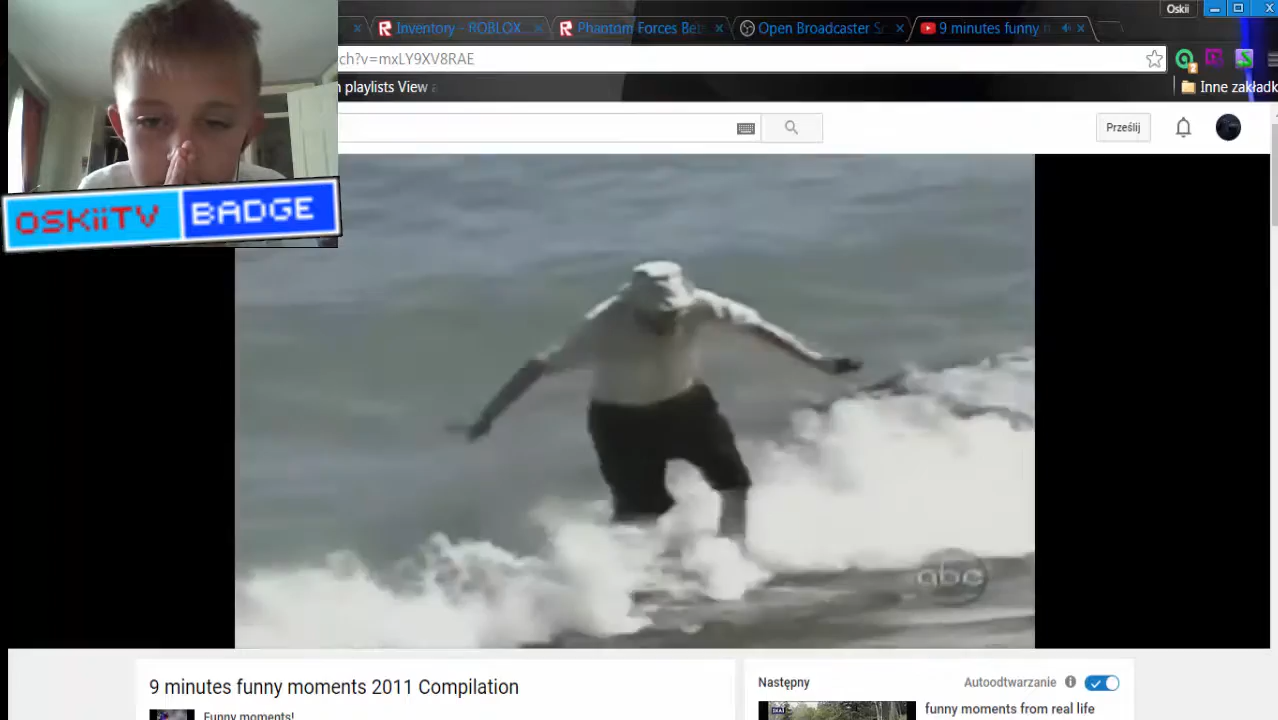 Oskii
Inventory - ROBLOX
Phantom Forces Bet
Open Broadcaster S
9 minutes funny
ch?v=mxLY9XV8RAE
playlists View
Inne zakładk
Prześlij
OSKiiTV BADGE
abc
9 minutes funny moments 2011 Compilation
Następny
Autoodtwarzanie
Funny moments!
funny moments from real life